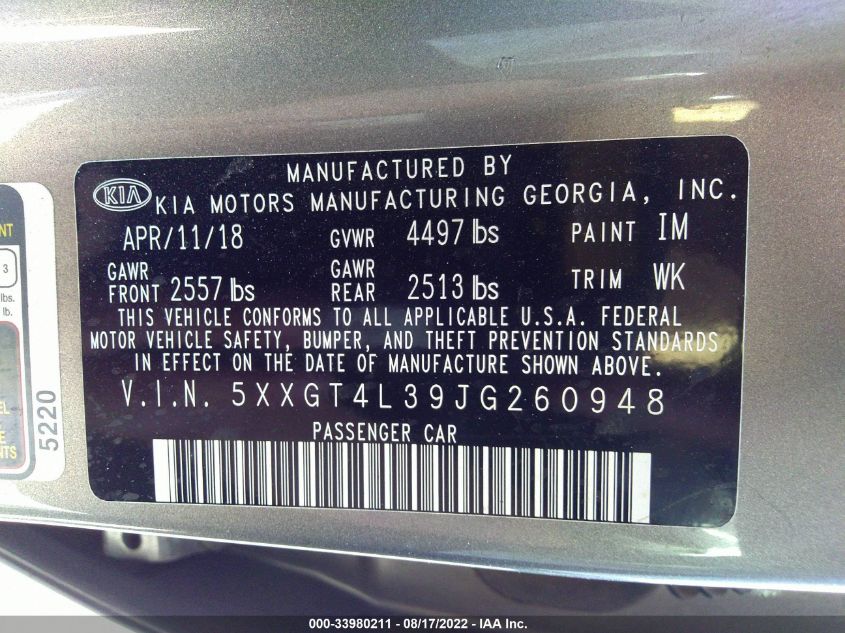 MANUFACTURED BY
KIA KIA MOTORS MANUFACTURING GEORGIA, INC.
APR/11/18 GVWR 4497 lbs PAINT IM
GAWR FRONT 2557 lbs GAWR REAR 2513 lbs TRIM WK
THIS VEHICLE CONFORMS TO ALL APPLICABLE U.S.A. FEDERAL
MOTOR VEHICLE SAFETY, BUMPER, AND THEFT PREVENTION STANDARDS
IN EFFECT ON THE DATE OF MANUFACTURE SHOWN ABOVE.
V.I.N. 5XXGT4L39JG260948
PASSENGER CAR
3
lbs.
lb.
5220
000-33980211 - 08/17/2022 - IAA Inc.